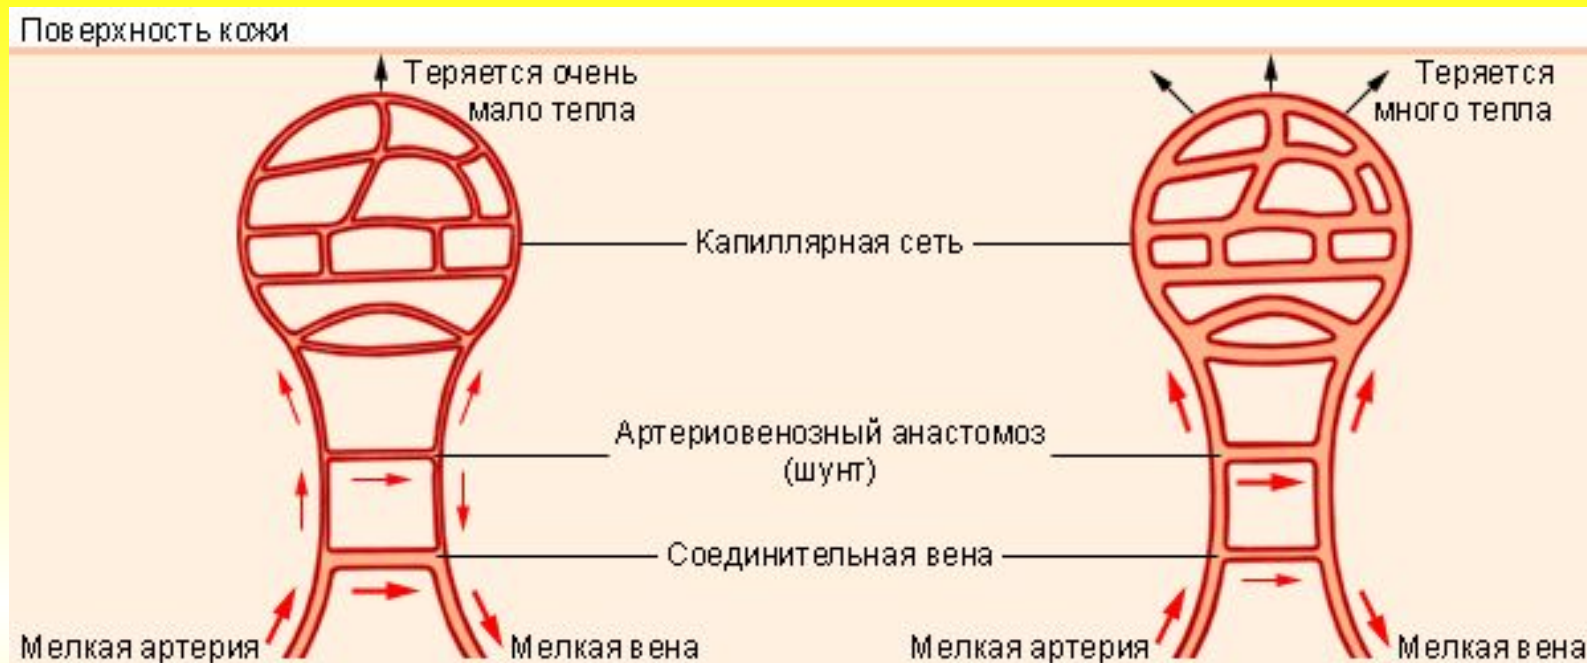 Поверхность кожи
Теряется очень
мало тепла
Теряется
много тепла
Капиллярная сеть
Артериовенозный анастомоз
(шунт)
Соединительная вена
Мелкая артерия
Мелкая вена
Мелкая артерия
Мелкая вена